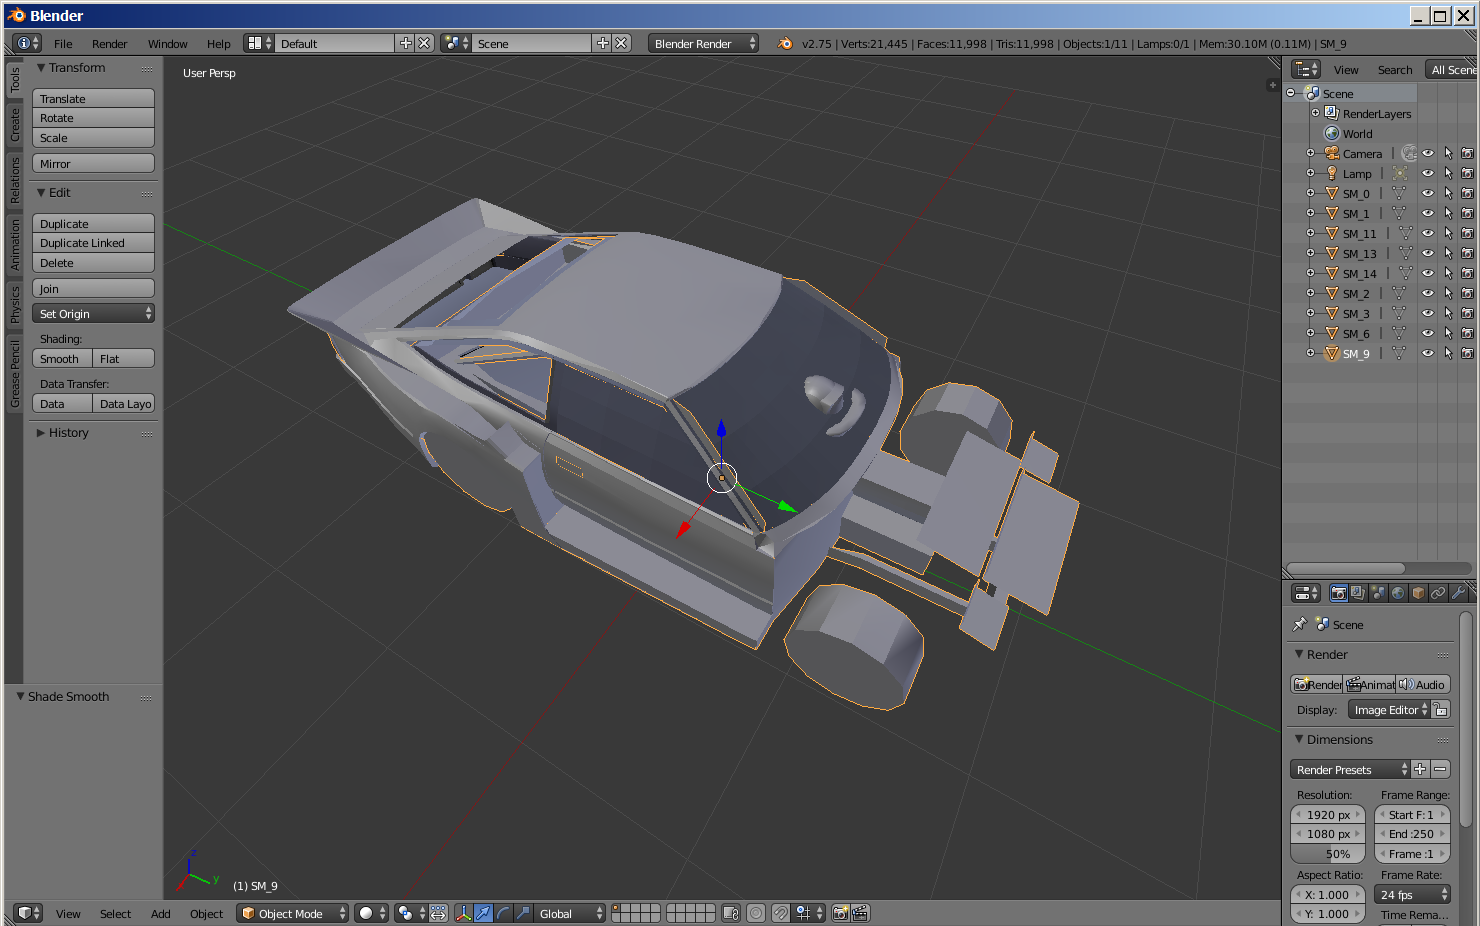 Blender
File Render Window Help Default Scene Blender Render v2.75 | Verts:21,445 | Faces:11,998 | Tris:11,998 | Objects:1/11 | Lamps:0/1 | Mem:30.10M (0.11M) | SM_9
Tools
Create
Relations
Animation
Physics
Grease Pencil
Transform
Translate
Rotate
Scale
Mirror
Edit
Duplicate
Duplicate Linked
Delete
Join
Set Origin
Shading:
Smooth Flat
Data Transfer:
Data Data Layo
History
Shade Smooth
User Persp
z
y
(1) SM_9
View Select Add Object Object Mode Global
View Search All Scene
Scene
RenderLayers
World
Camera
Lamp
SM_0
SM_1
SM_11
SM_13
SM_14
SM_2
SM_3
SM_6
SM_9
Scene
Render
Render Animat Audio
Display: Image Editor
Dimensions
Render Presets
Resolution: Frame Range:
1920 px Start F: 1
1080 px End :250
50% Frame :1
Aspect Ratio: Frame Rate:
X: 1.000 24 fps
Y: 1.000 Time Rema...